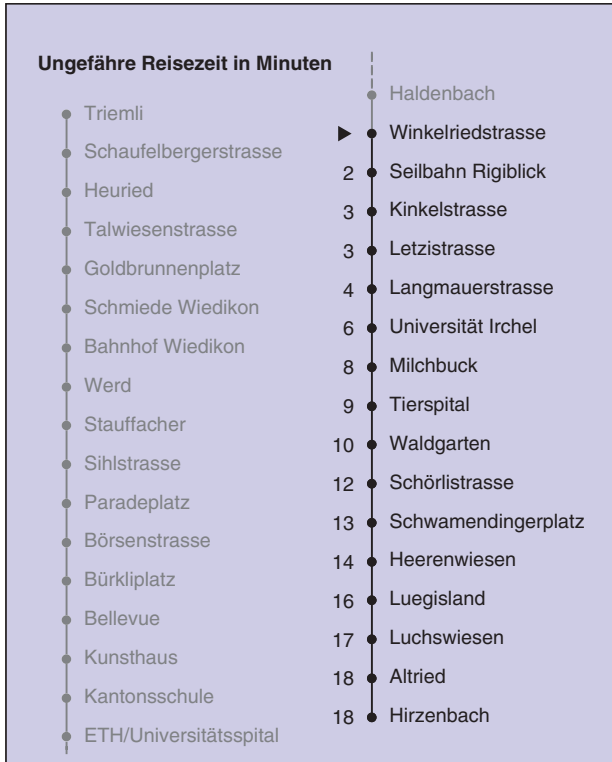 Ungefähre Reisezeit in Minuten
Triemli
Schaufelbergerstrasse
Heuried
Talwiesenstrasse
Goldbrunnenplatz
Schmiede Wiedikon
Bahnhof Wiedikon
Werd
Stauffacher
Sihlstrasse
Paradeplatz
Börsenstrasse
Bürkliplatz
Bellevue
Kunsthaus
Kantonsschule
ETH/Universitätsspital
Haldenbach
Winkelriedstrasse
2 Seilbahn Rigiblick
3 Kinkelstrasse
3 Letzistrasse
4 Langmauerstrasse
6 Universität Irchel
8 Milchbuck
9 Tierspital
10 Waldgarten
12 Schörlistrasse
13 Schwamendingerplatz
14 Heerenwiesen
16 Luegisland
17 Luchswiesen
18 Altried
18 Hirzenbach